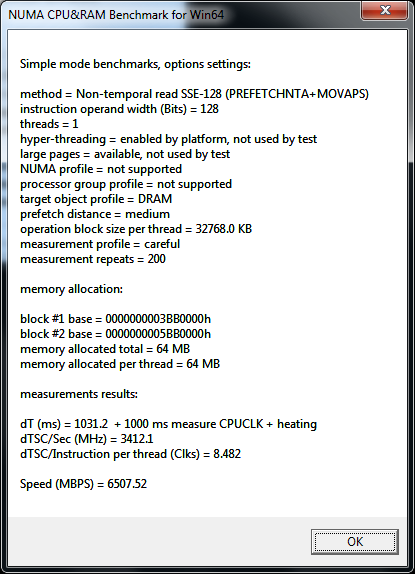 NUMA CPU&RAM Benchmark for Win64
Simple mode benchmarks, options settings:
method = Non-temporal read SSE-128 (PREFETCHNTA+MOVAPS)
instruction operand width (Bits) = 128
threads = 1
hyper-threading = enabled by platform, not used by test
large pages = available, not used by test
NUMA profile = not supported
processor group profile = not supported
target object profile = DRAM
prefetch distance = medium
operation block size per thread = 32768.0 KB
measurement profile = careful
measurement repeats = 200
memory allocation:
block #1 base = 0000000003BB0000h
block #2 base = 0000000005BB0000h
memory allocated total = 64 MB
memory allocated per thread = 64 MB
measurements results:
dT (ms) = 1031.2  + 1000 ms measure CPUCLK + heating
dTSC/Sec (MHz) = 3412.1
dTSC/Instruction per thread (Clks) = 8.482
Speed (MBPS) = 6507.52
OK